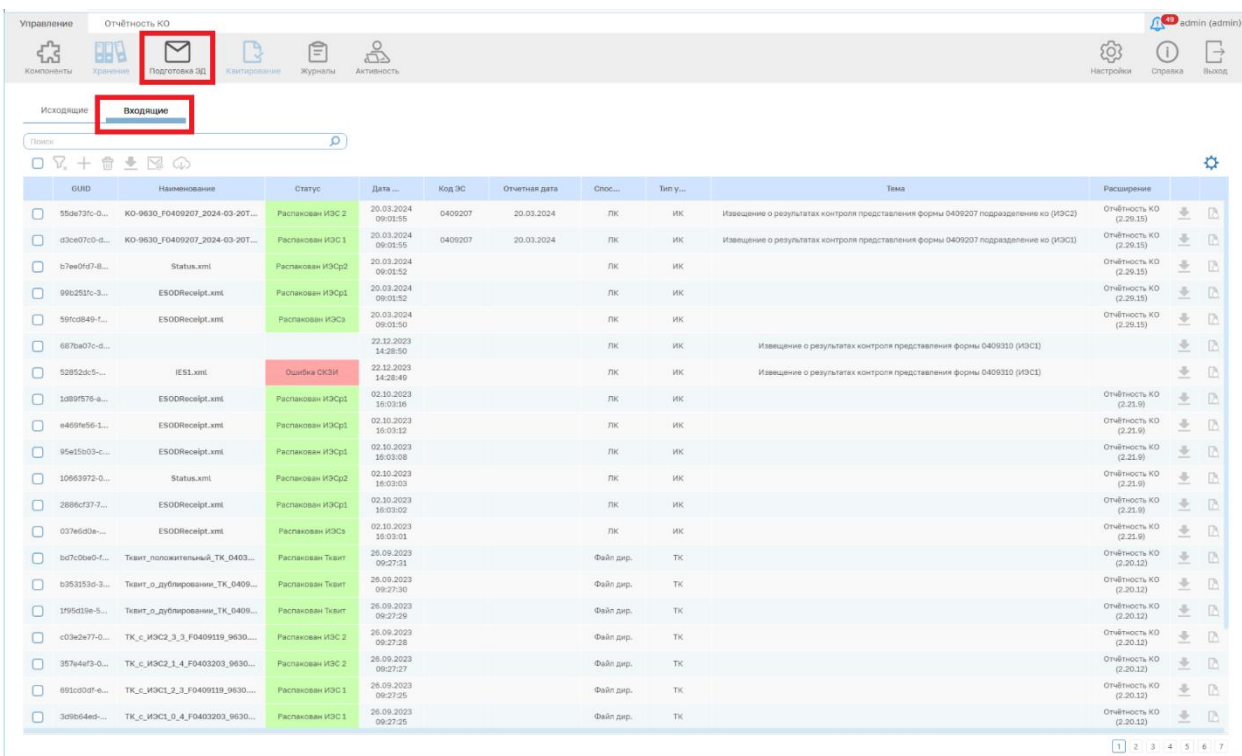 Управление Отчётность КО 49 admin (admin)
Компоненты Хранение Подготовка ЭД Квитирование Журналы Активность Настройки Справка Выход
Исходящие Входящие
Поиск
GUID Наименование Статус Дата ... Код ЭС Отчетная дата Спос... Тип у... Тема Расширение
55de73fc-0... КО-9630_F0409207_2024-03-20T... Распакован ИЭС 2 20.03.2024 09:01:55 0409207 20.03.2024 ЛК ИК Извещение о результатах контроля представления формы 0409207 подразделение ко (ИЭС2) Отчётность КО (2.29.15)
d3ce07c0-d... КО-9630_F0409207_2024-03-20T... Распакован ИЭС 1 20.03.2024 09:01:55 0409207 20.03.2024 ЛК ИК Извещение о результатах контроля представления формы 0409207 подразделение ко (ИЭС1) Отчётность КО (2.29.15)
b7ee0fd7-8... Status.xml Распакован ИЭСр2 20.03.2024 09:01:52 ЛК ИК Отчётность КО (2.29.15)
99b251fc-3... ESODReceipt.xml Распакован ИЭСр1 20.03.2024 09:01:52 ЛК ИК Отчётность КО (2.29.15)
59fcd849-f... ESODReceipt.xml Распакован ИЭСз 20.03.2024 09:01:50 ЛК ИК Отчётность КО (2.29.15)
687ba07c-d... 22.12.2023 14:28:50 ЛК ИК Извещение о результатах контроля представления формы 0409310 (ИЭС1)
52852dc5-... IES1.xml Ошибка СКЗИ 22.12.2023 14:28:49 ЛК ИК Извещение о результатах контроля представления формы 0409310 (ИЭС1)
1d89f576-a... ESODReceipt.xml Распакован ИЭСр1 02.10.2023 16:03:16 ЛК ИК Отчётность КО (2.21.9)
e469fe56-1... ESODReceipt.xml Распакован ИЭСр1 02.10.2023 16:03:12 ЛК ИК Отчётность КО (2.21.9)
95e15b03-c... ESODReceipt.xml Распакован ИЭСр1 02.10.2023 16:03:08 ЛК ИК Отчётность КО (2.21.9)
10663972-0... Status.xml Распакован ИЭСр2 02.10.2023 16:03:03 ЛК ИК Отчётность КО (2.21.9)
2886cf37-7... ESODReceipt.xml Распакован ИЭСр1 02.10.2023 16:03:02 ЛК ИК Отчётность КО (2.21.9)
037e6d0a-... ESODReceipt.xml Распакован ИЭСз 02.10.2023 16:03:01 ЛК ИК Отчётность КО (2.21.9)
bd7c0be0-f... Тквит_положительный_ТК_0403... Распакован Тквит 26.09.2023 09:27:31 Файл дир. ТК Отчётность КО (2.20.12)
b353153d-3... Тквит_о_дублировании_ТК_0409... Распакован Тквит 26.09.2023 09:27:30 Файл дир. ТК Отчётность КО (2.20.12)
1f95d19e-5... Тквит_о_дублировании_ТК_0409... Распакован Тквит 26.09.2023 09:27:29 Файл дир. ТК Отчётность КО (2.20.12)
c03e2e77-0... ТК_с_ИЭС2_3_3_F0409119_9630.... Распакован ИЭС 2 26.09.2023 09:27:28 Файл дир. ТК Отчётность КО (2.20.12)
357e4ef3-0... ТК_с_ИЭС2_1_4_F0403203_9630... Распакован ИЭС 2 26.09.2023 09:27:27 Файл дир. ТК Отчётность КО (2.20.12)
691cd0df-e... ТК_с_ИЭС1_2_3_F0409119_9630.... Распакован ИЭС 1 26.09.2023 09:27:25 Файл дир. ТК Отчётность КО (2.20.12)
3d9b64ed-... ТК_с_ИЭС1_0_4_F0403203_9630... Распакован ИЭС 1 26.09.2023 09:27:25 Файл дир. ТК Отчётность КО (2.20.12)
1 2 3 4 5 6 7